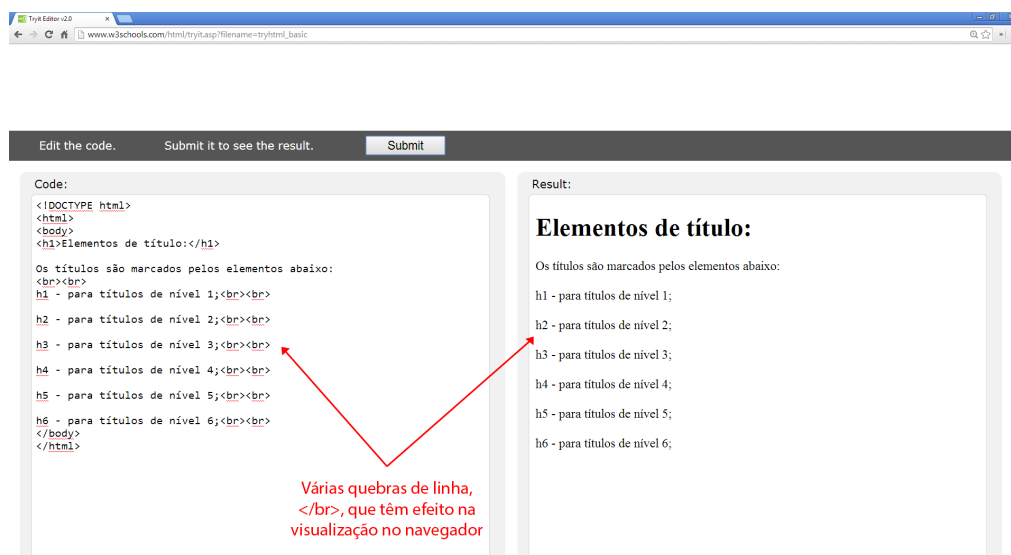 Tryit Editor v2.0
www.w3schools.com/html/tryit.asp?filename=tryhtml_basic
Edit the code. Submit it to see the result. Submit
Code:
<!DOCTYPE html>
<html>
<body>
<h1>Elementos de título:</h1>
Os títulos são marcados pelos elementos abaixo:
<br><br>
h1 - para títulos de nível 1;<br><br>
h2 - para títulos de nível 2;<br><br>
h3 - para títulos de nível 3;<br><br>
h4 - para títulos de nível 4;<br><br>
h5 - para títulos de nível 5;<br><br>
h6 - para títulos de nível 6;<br><br>
</body>
</html>
Várias quebras de linha,
</br>, que têm efeito na
visualização no navegador
Result:
Elementos de título:
Os títulos são marcados pelos elementos abaixo:
h1 - para títulos de nível 1;
h2 - para títulos de nível 2;
h3 - para títulos de nível 3;
h4 - para títulos de nível 4;
h5 - para títulos de nível 5;
h6 - para títulos de nível 6;